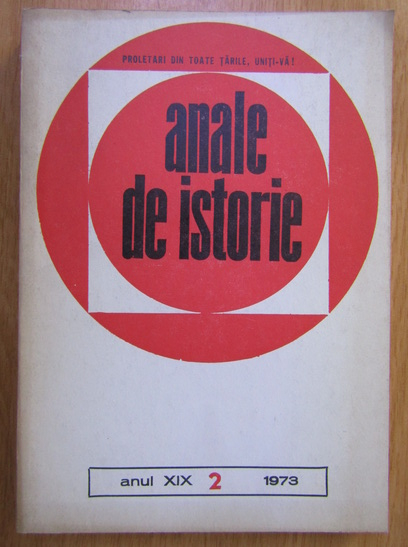 PROLETARI DIN TOATE ȚĂRILE, UNIȚI-VĂ!
anale
de istorie
anul XIX 2 1973